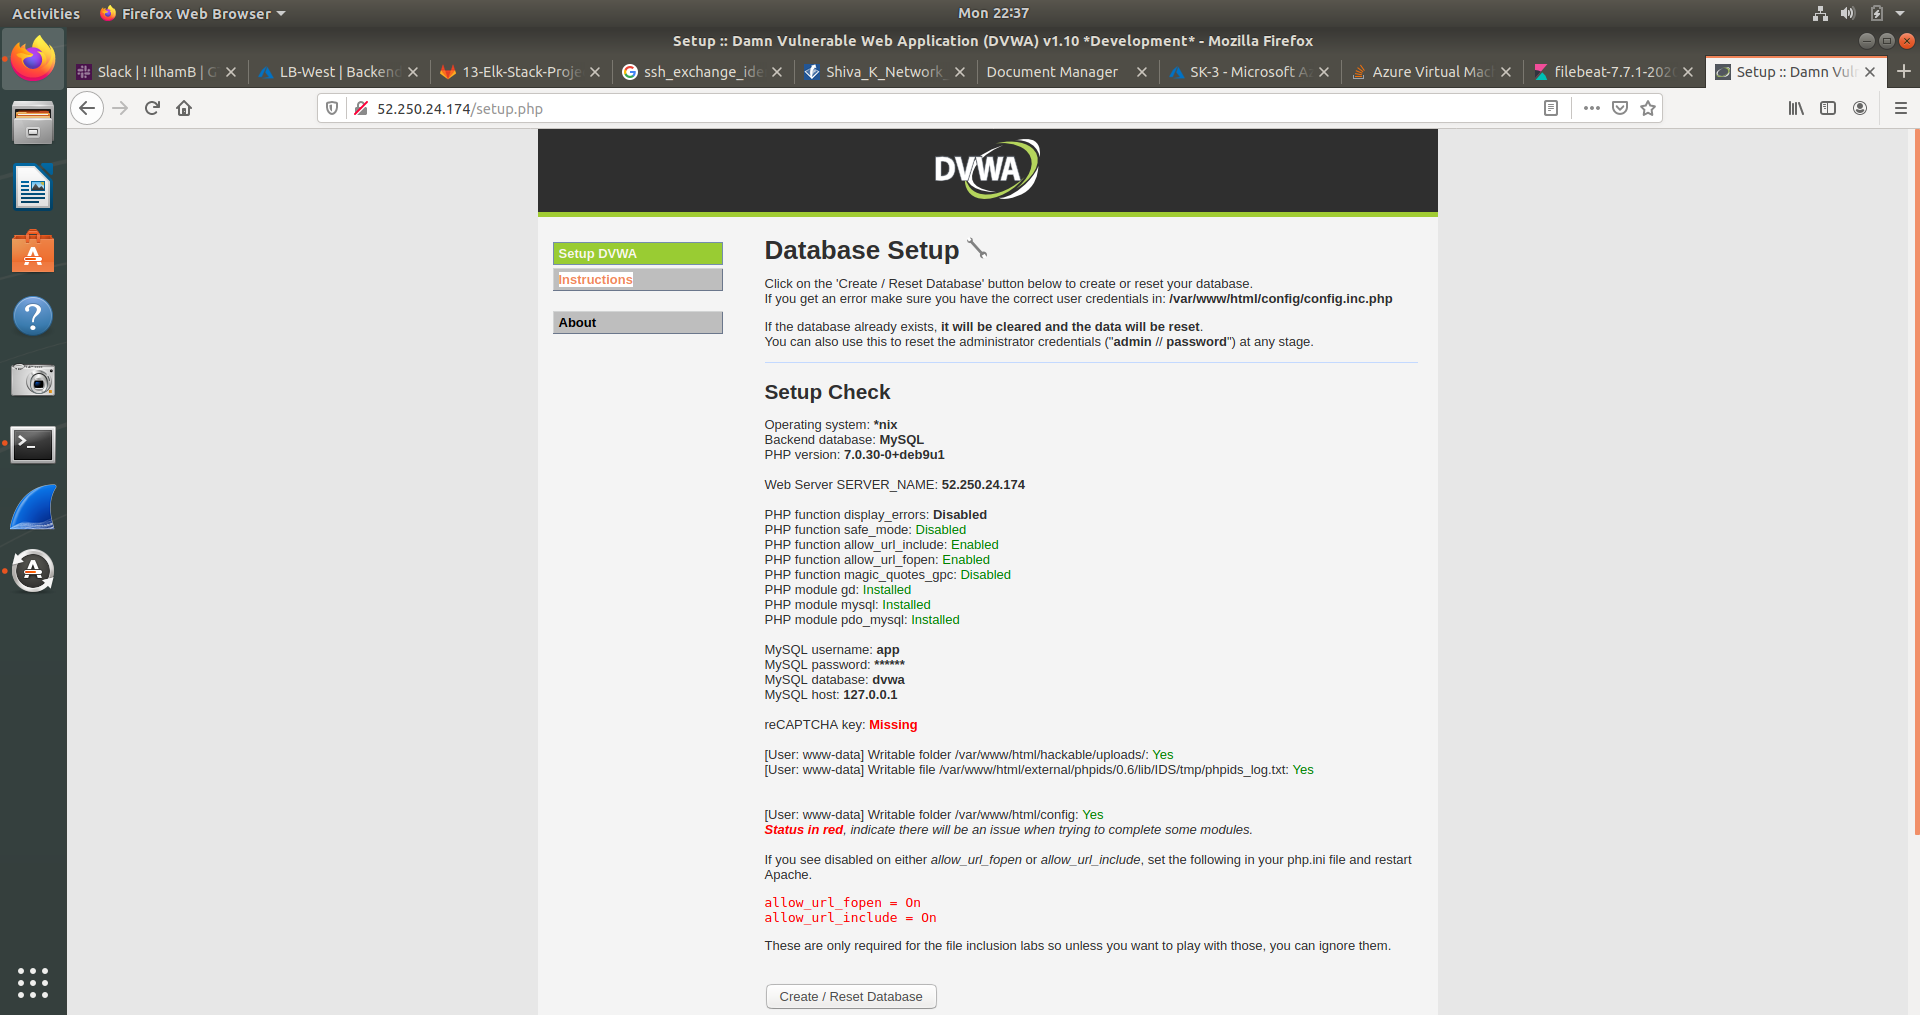 Activities
Firefox Web Browser
Mon 22:37
Setup :: Damn Vulnerable Web Application (DVWA) v1.10 *Development* - Mozilla Firefox
Slack | ! IlhamB | G
LB-West | Backend
13-Elk-Stack-Proje
ssh_exchange_ide
Shiva_K_Network_
Document Manager
SK-3 - Microsoft Az
Azure Virtual Mac
filebeat-7.7.1-2020
Setup :: Damn Vuln
52.250.24.174/setup.php
DVWA
Setup DVWA
Instructions
About
Database Setup
Click on the 'Create / Reset Database' button below to create or reset your database.
If you get an error make sure you have the correct user credentials in: /var/www/html/config/config.inc.php
If the database already exists, it will be cleared and the data will be reset.
You can also use this to reset the administrator credentials ("admin // password") at any stage.
Setup Check
Operating system: *nix
Backend database: MySQL
PHP version: 7.0.30-0+deb9u1
Web Server SERVER_NAME: 52.250.24.174
PHP function display_errors: Disabled
PHP function safe_mode: Disabled
PHP function allow_url_include: Enabled
PHP function allow_url_fopen: Enabled
PHP function magic_quotes_gpc: Disabled
PHP module gd: Installed
PHP module mysql: Installed
PHP module pdo_mysql: Installed
MySQL username: app
MySQL password: ******
MySQL database: dvwa
MySQL host: 127.0.0.1
reCAPTCHA key: Missing
[User: www-data] Writable folder /var/www/html/hackable/uploads/: Yes
[User: www-data] Writable file /var/www/html/external/phpids/0.6/lib/IDS/tmp/phpids_log.txt: Yes
[User: www-data] Writable folder /var/www/html/config: Yes
Status in red, indicate there will be an issue when trying to complete some modules.
If you see disabled on either allow_url_fopen or allow_url_include, set the following in your php.ini file and restart
Apache.
allow_url_fopen = On
allow_url_include = On
These are only required for the file inclusion labs so unless you want to play with those, you can ignore them.
Create / Reset Database